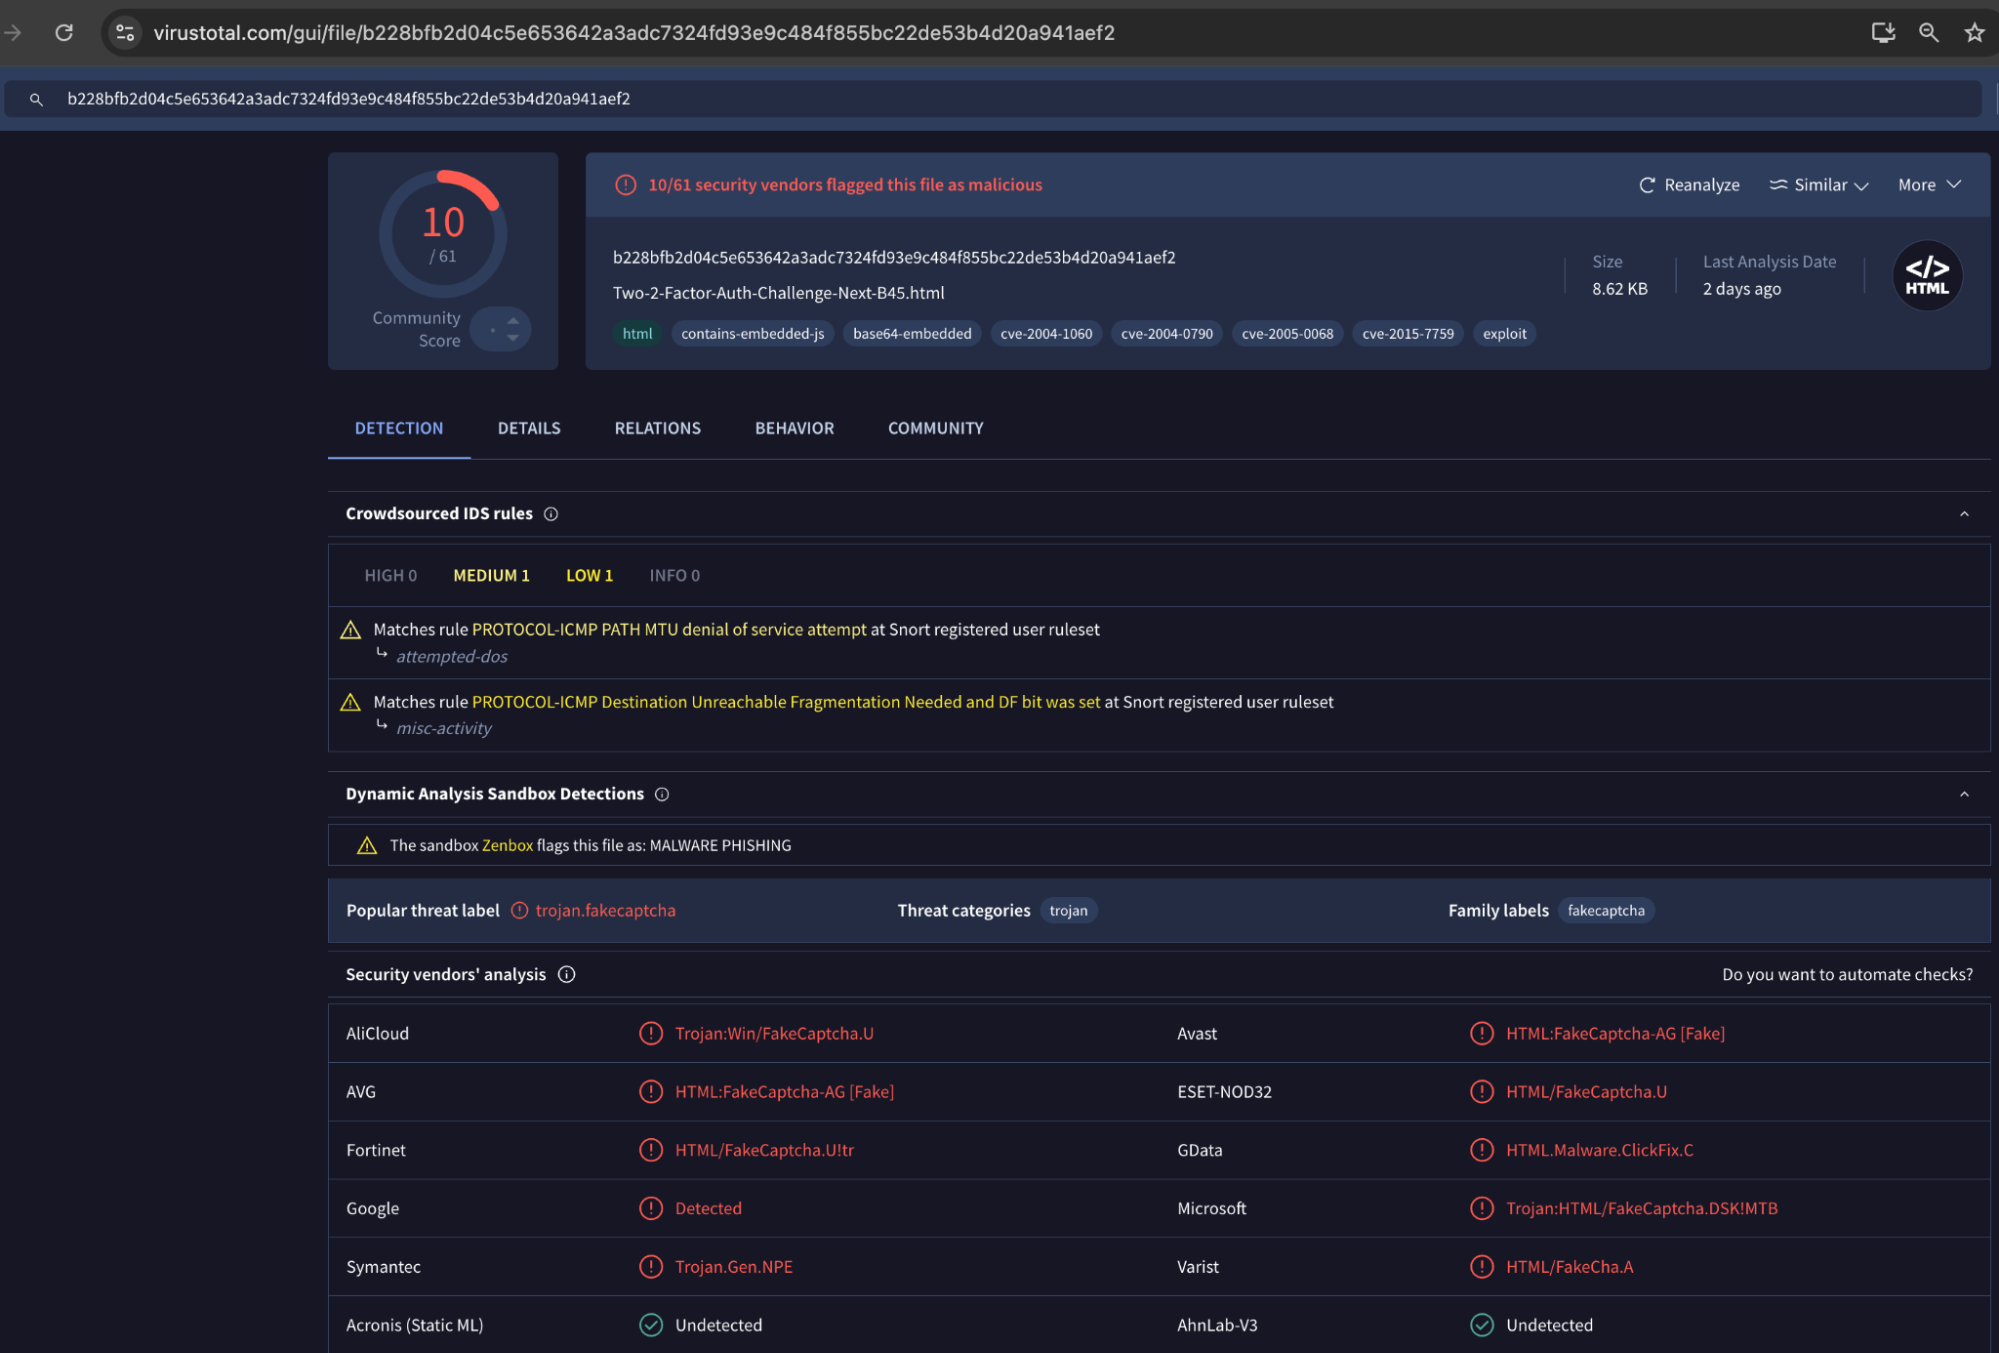 virustotal.com/gui/file/b228bfb2d04c5e653642a3adc7324fd93e9c484f855bc22de53b4d20a941aef2
b228bfb2d04c5e653642a3adc7324fd93e9c484f855bc22de53b4d20a941aef2
10
/ 61
Community
Score
10/61 security vendors flagged this file as malicious
Reanalyze
Similar
More
b228bfb2d04c5e653642a3adc7324fd93e9c484f855bc22de53b4d20a941aef2
Two-2-Factor-Auth-Challenge-Next-B45.html
Size
8.62 KB
Last Analysis Date
2 days ago
</>
HTML
html contains-embedded-js base64-embedded cve-2004-1060 cve-2004-0790 cve-2005-0068 cve-2015-7759 exploit
DETECTION DETAILS RELATIONS BEHAVIOR COMMUNITY
Crowdsourced IDS rules
HIGH 0 MEDIUM 1 LOW 1 INFO 0
Matches rule PROTOCOL-ICMP PATH MTU denial of service attempt at Snort registered user ruleset
↳ attempted-dos
Matches rule PROTOCOL-ICMP Destination Unreachable Fragmentation Needed and DF bit was set at Snort registered user ruleset
↳ misc-activity
Dynamic Analysis Sandbox Detections
The sandbox Zenbox flags this file as: MALWARE PHISHING
Popular threat label trojan.fakecaptcha Threat categories trojan Family labels fakecaptcha
Security vendors' analysis Do you want to automate checks?
AliCloud Trojan:Win/FakeCaptcha.U Avast HTML:FakeCaptcha-AG [Fake]
AVG HTML:FakeCaptcha-AG [Fake] ESET-NOD32 HTML/FakeCaptcha.U
Fortinet HTML/FakeCaptcha.U!tr GData HTML.Malware.ClickFix.C
Google Detected Microsoft Trojan:HTML/FakeCaptcha.DSK!MTB
Symantec Trojan.Gen.NPE Varist HTML/FakeCha.A
Acronis (Static ML) Undetected AhnLab-V3 Undetected